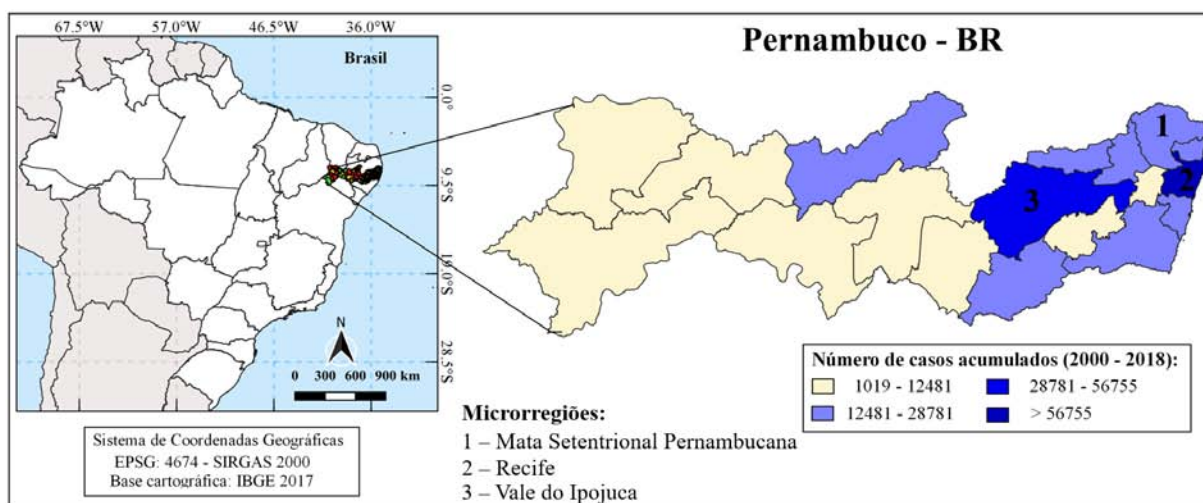 67.5°W 57.0°W 46.5°W 36.0°W
Brasil
0.0°
9.5°S
19.0°S
28.5°S
N
0 300 600 900 km
Sistema de Coordenadas Geográficas
EPSG: 4674 - SIRGAS 2000
Base cartográfica: IBGE 2017
Pernambuco - BR
1
2
3
Número de casos acumulados (2000 - 2018):
1019 - 12481 28781 - 56755
12481 - 28781 > 56755
Microrregiões:
1 – Mata Setentrional Pernambucana
2 – Recife
3 – Vale do Ipojuca